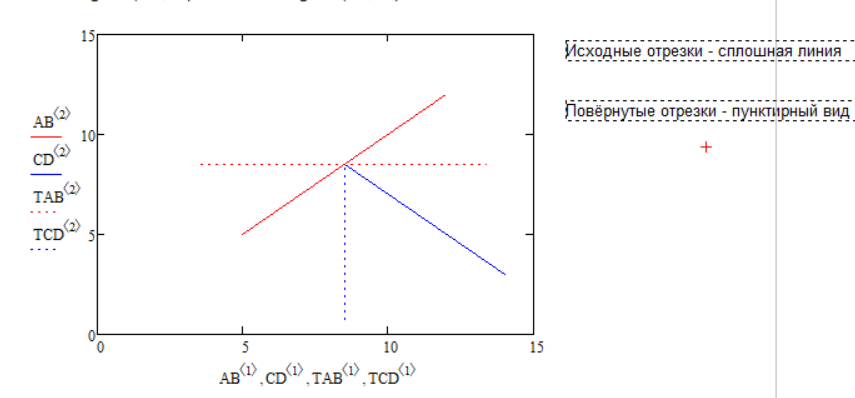 15
10
5
0
AB⟨2⟩
CD⟨2⟩
TAB⟨2⟩
TCD⟨2⟩
0 5 10 15
AB⟨1⟩, CD⟨1⟩, TAB⟨1⟩, TCD⟨1⟩
Исходные отрезки - сплошная линия
Повёрнутые отрезки - пунктирный вид